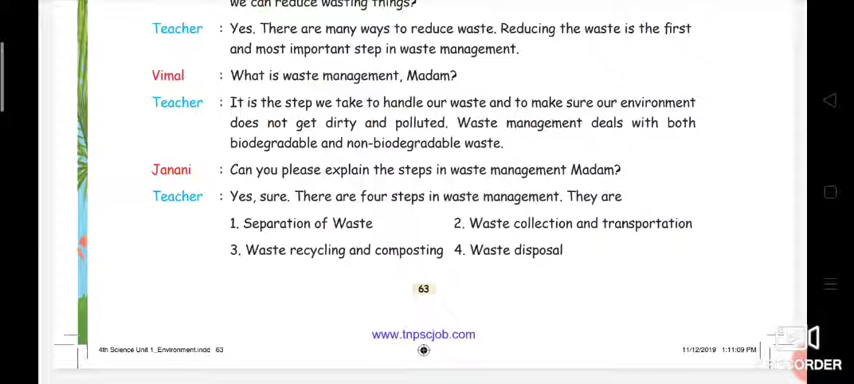 we can reduce wasting things?
Teacher : Yes. There are many ways to reduce waste. Reducing the waste is the first
and most important step in waste management.
Vimal : What is waste management, Madam?
Teacher : It is the step we take to handle our waste and to make sure our environment
does not get dirty and polluted. Waste management deals with both
biodegradable and non-biodegradable waste.
Janani : Can you please explain the steps in waste management Madam?
Teacher : Yes, sure. There are four steps in waste management. They are
1. Separation of Waste 2. Waste collection and transportation
3. Waste recycling and composting 4. Waste disposal
63
www.tnpscjob.com
4th Science Unit 1_Environment.indd 63 11/12/2019 1:11:09 PM
RECORDER